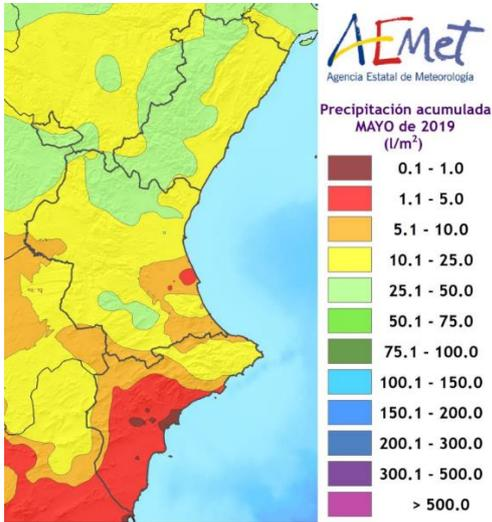 AEMet
Agencia Estatal de Meteorología
Precipitación acumulada
MAYO de 2019
(l/m²)
0.1 - 1.0
1.1 - 5.0
5.1 - 10.0
10.1 - 25.0
25.1 - 50.0
50.1 - 75.0
75.1 - 100.0
100.1 - 150.0
150.1 - 200.0
200.1 - 300.0
300.1 - 500.0
> 500.0